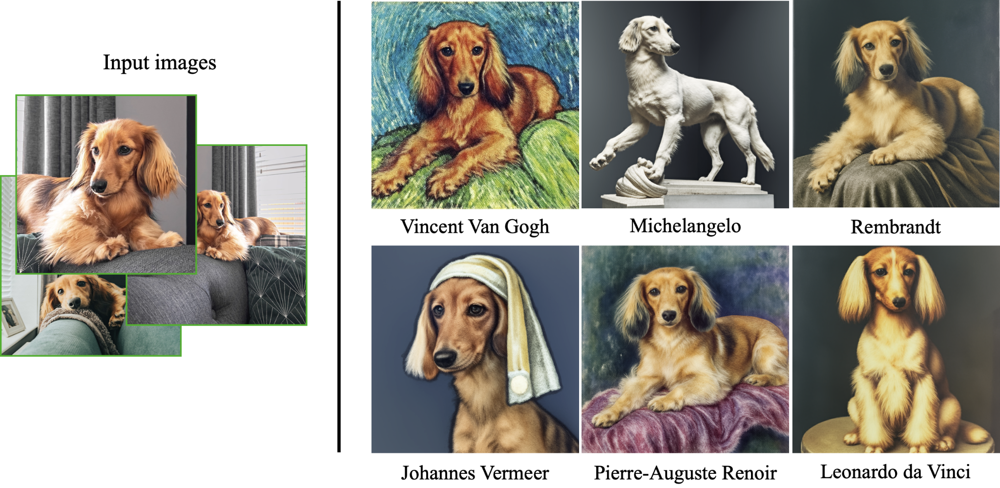 Input images
Vincent Van Gogh
Michelangelo
Rembrandt
Johannes Vermeer
Pierre-Auguste Renoir
Leonardo da Vinci